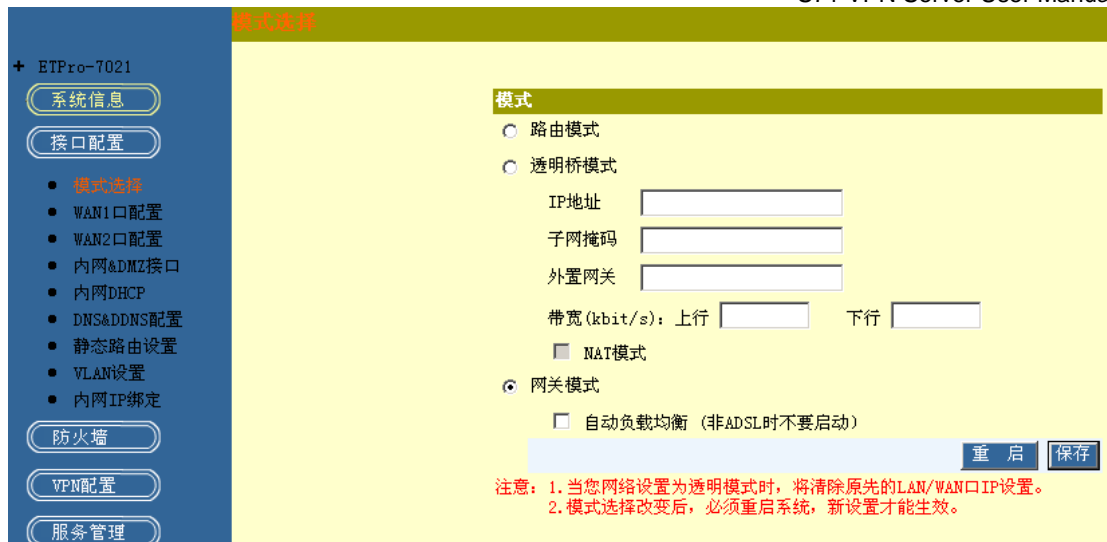 模式选择
+ ETPro-7021
系统信息
接口配置
模式选择
WAN1口配置
WAN2口配置
内网&DMZ接口
内网DHCP
DNS&DDNS配置
静态路由设置
VLAN设置
内网IP绑定
防火墙
VPN配置
服务管理
模式
路由模式
透明桥模式
IP地址
子网掩码
外置网关
带宽(kbit/s): 上行 下行
NAT模式
网关模式
自动负载均衡 (非ADSL时不要启动)
重 启 保存
注意: 1.当您网络设置为透明模式时，将清除原先的LAN/WAN口IP设置。
2.模式选择改变后，必须重启系统，新设置才能生效。